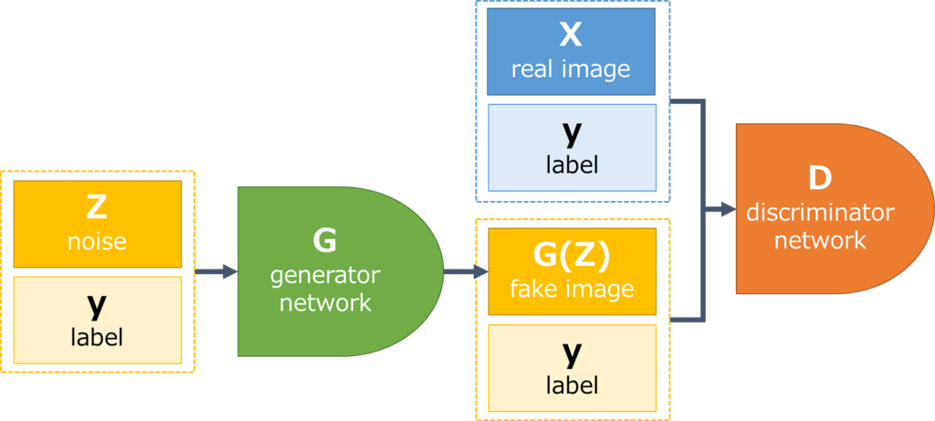 Z
noise
y
label
G
generator
network
X
real image
y
label
G(Z)
fake image
y
label
D
discriminator
network